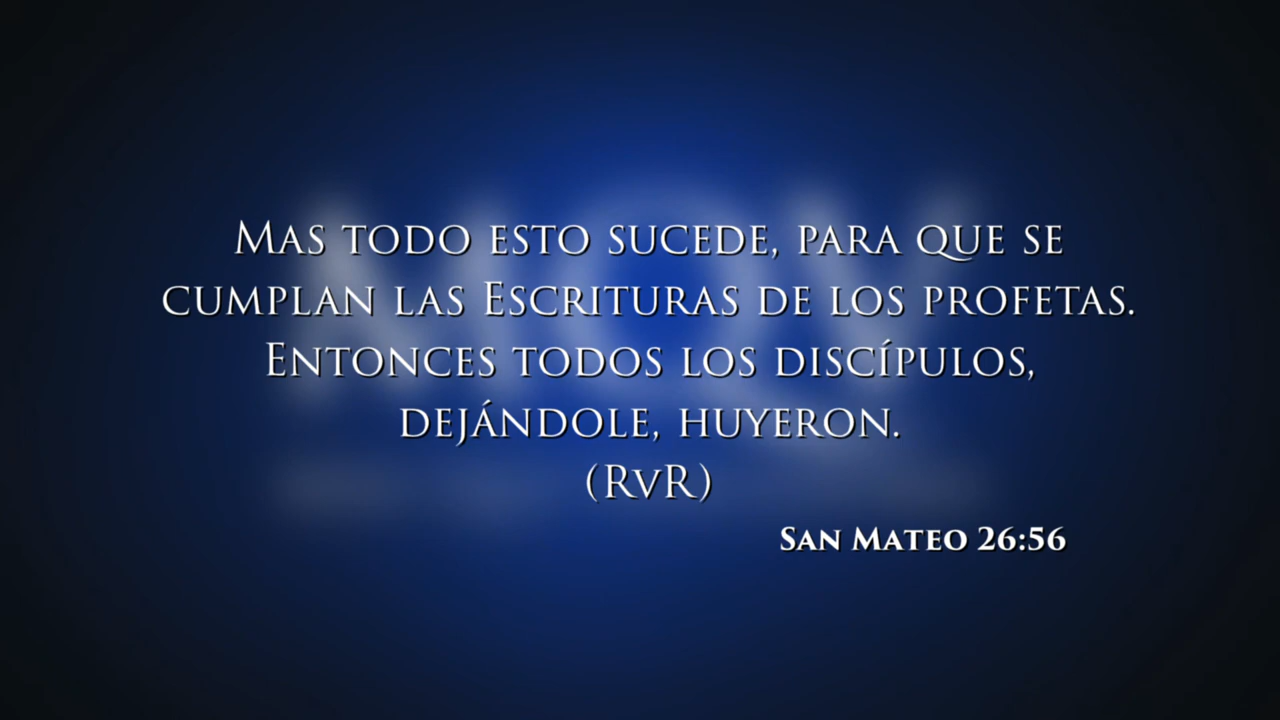 Mas todo esto sucede, para que se
cumplan las Escrituras de los profetas.
Entonces todos los discípulos,
dejándole, huyeron.
(RvR)
San Mateo 26:56